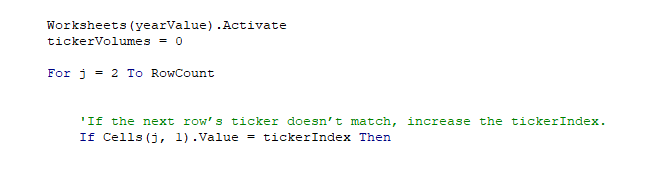 Worksheets(yearValue).Activate
tickerVolumes = 0
For j = 2 To RowCount
'If the next row’s ticker doesn’t match, increase the tickerIndex.
If Cells(j, 1).Value = tickerIndex Then